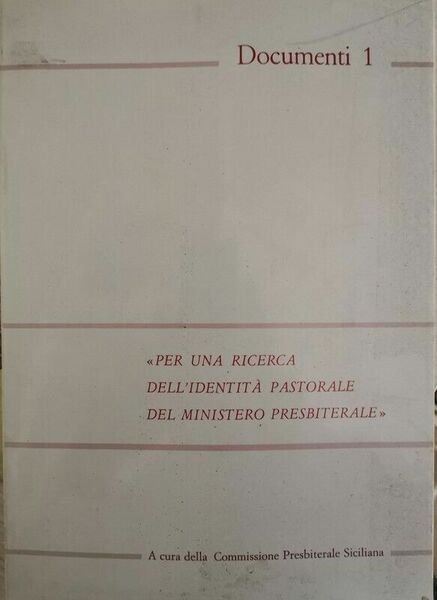 Documenti 1
«PER UNA RICERCA
DELL'IDENTITÀ PASTORALE
DEL MINISTERO PRESBITERALE»
A cura della Commissione Presbiterale Siciliana